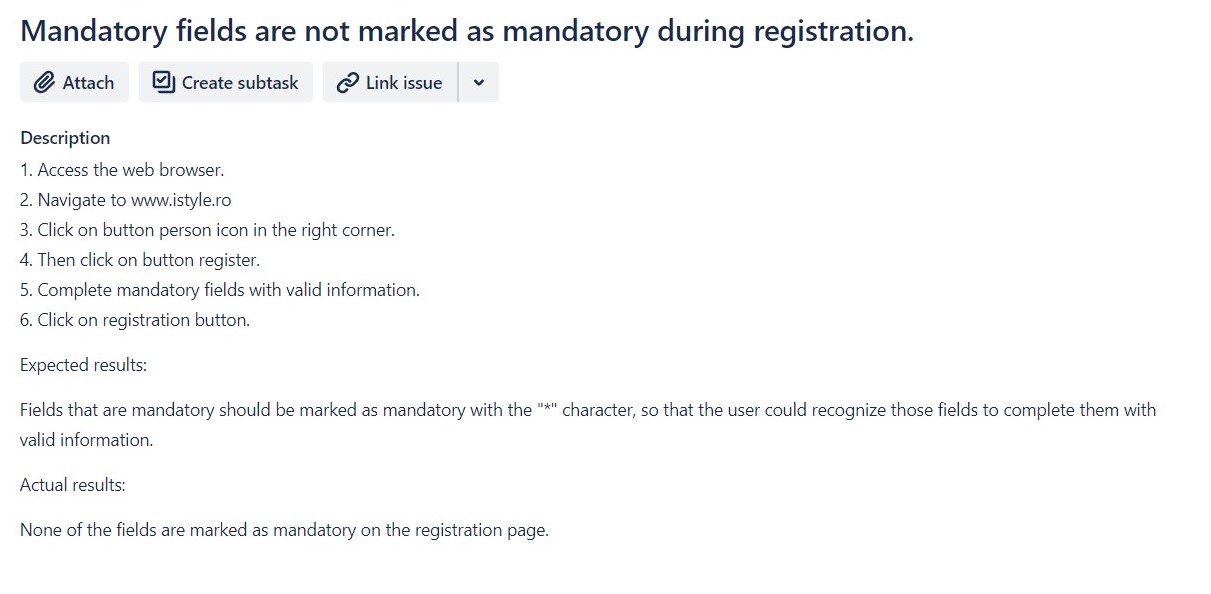 Mandatory fields are not marked as mandatory during registration.
Attach Create subtask Link issue
Description
1. Access the web browser.
2. Navigate to www.istyle.ro
3. Click on button person icon in the right corner.
4. Then click on button register.
5. Complete mandatory fields with valid information.
6. Click on registration button.
Expected results:
Fields that are mandatory should be marked as mandatory with the "*" character, so that the user could recognize those fields to complete them with
valid information.
Actual results:
None of the fields are marked as mandatory on the registration page.